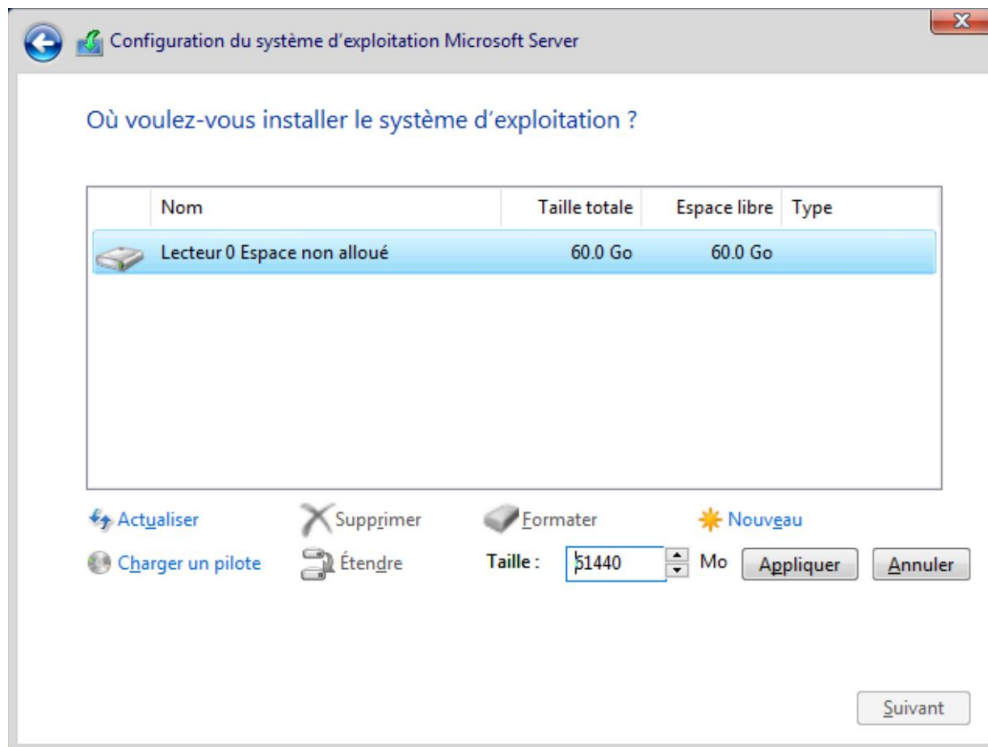 Configuration du système d'exploitation Microsoft Server
Où voulez-vous installer le système d'exploitation ?
Nom Taille totale Espace libre Type
Lecteur 0 Espace non alloué 60.0 Go 60.0 Go
Actualiser Supprimer Formater Nouveau
Charger un pilote Étendre Taille : 61440 Mo Appliquer Annuler
Suivant